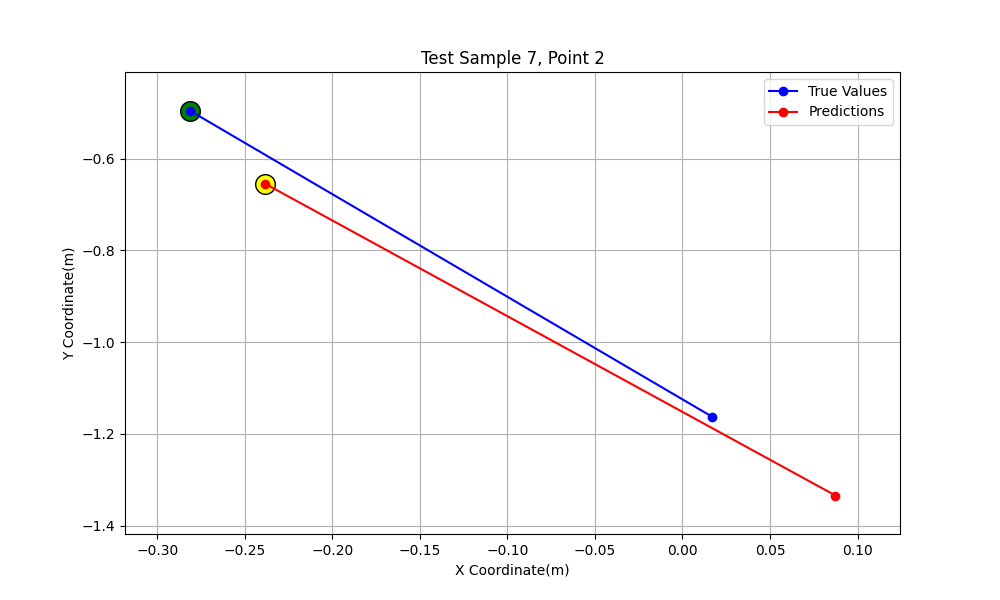 Test Sample 7, Point 2
True Values
Predictions
Y Coordinate(m)
−0.6
−0.8
−1.0
−1.2
−1.4
−0.30 −0.25 −0.20 −0.15 −0.10 −0.05 0.00 0.05 0.10
X Coordinate(m)